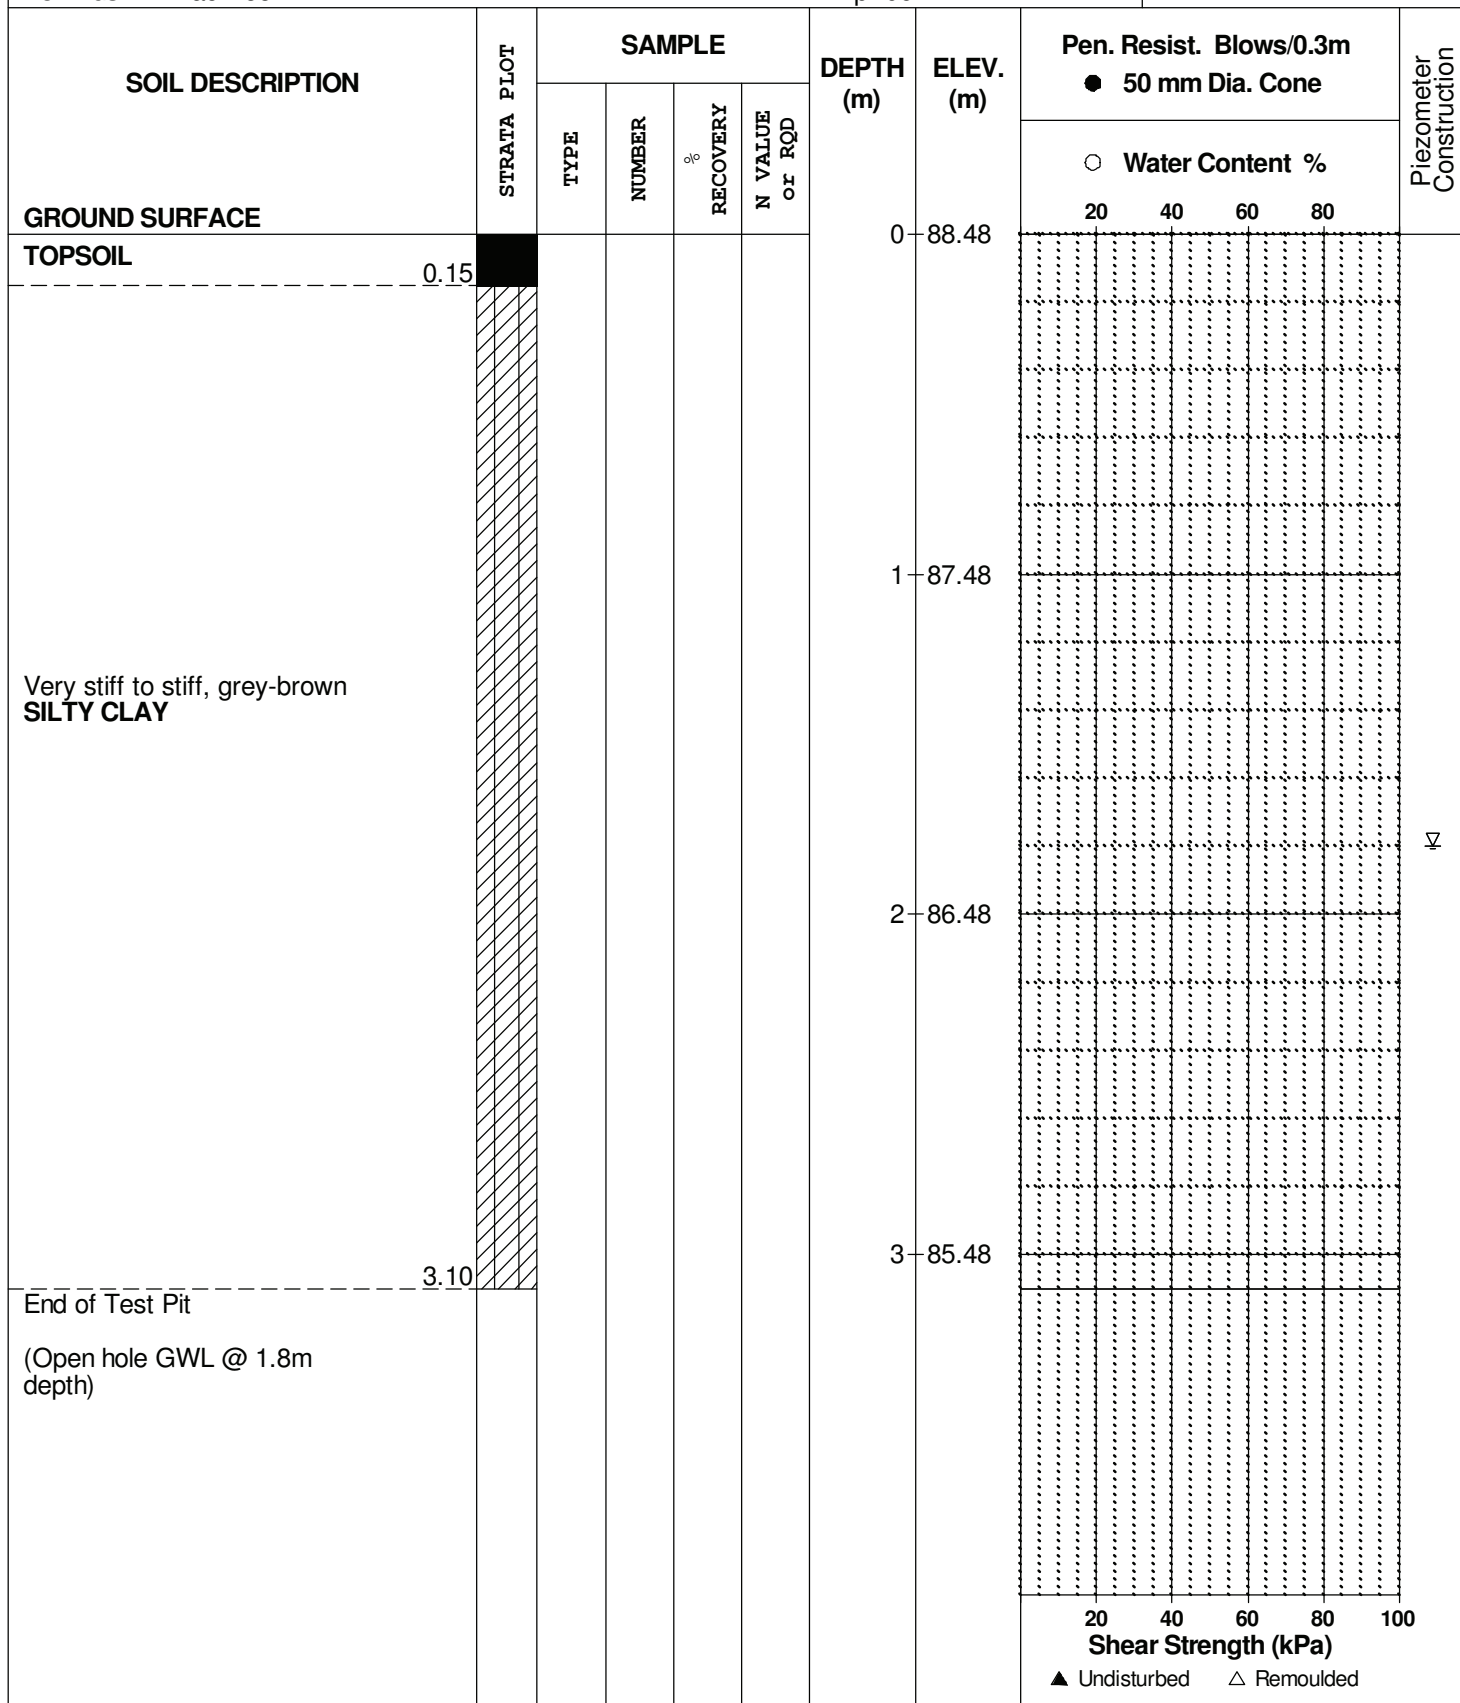 SOIL DESCRIPTION
GROUND SURFACE
STRATA PLOT
SAMPLE
TYPE
NUMBER
% RECOVERY
N VALUE
or RQD
DEPTH
(m)
ELEV.
(m)
Pen. Resist. Blows/0.3m
● 50 mm Dia. Cone
○ Water Content %
20 40 60 80
Piezometer
Construction
TOPSOIL
0.15
0 88.48
1 87.48
Very stiff to stiff, grey-brown
SILTY CLAY
2 86.48
3 85.48
3.10
End of Test Pit
(Open hole GWL @ 1.8m
depth)
20 40 60 80 100
Shear Strength (kPa)
▲ Undisturbed △ Remoulded